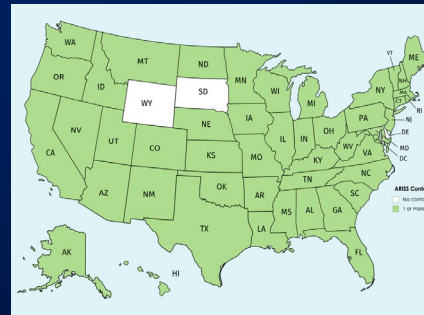 WA
MT
ND
MN
VT
ME
OR
ID
SD
WI
MI
NY
NH
MA
CT
RI
WY
NE
IA
PA
NJ
NV
UT
CO
KS
MO
IL
IN
OH
WV
VA
DE
MD
DC
CA
KY
AZ
NM
OK
AR
TN
NC
SC
MS
AL
GA
TX
LA
FL
AK
HI
ARISS Conta
No conta
1 or more